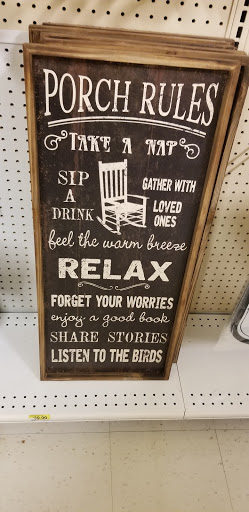 PORCH RULES
TAKE A NAP
SIP
A
DRINK
GATHER WITH
LOVED
ONES
feel the warm breeze
RELAX
FORGET YOUR WORRIES
enjoy a good book
SHARE STORIES
LISTEN TO THE BIRDS